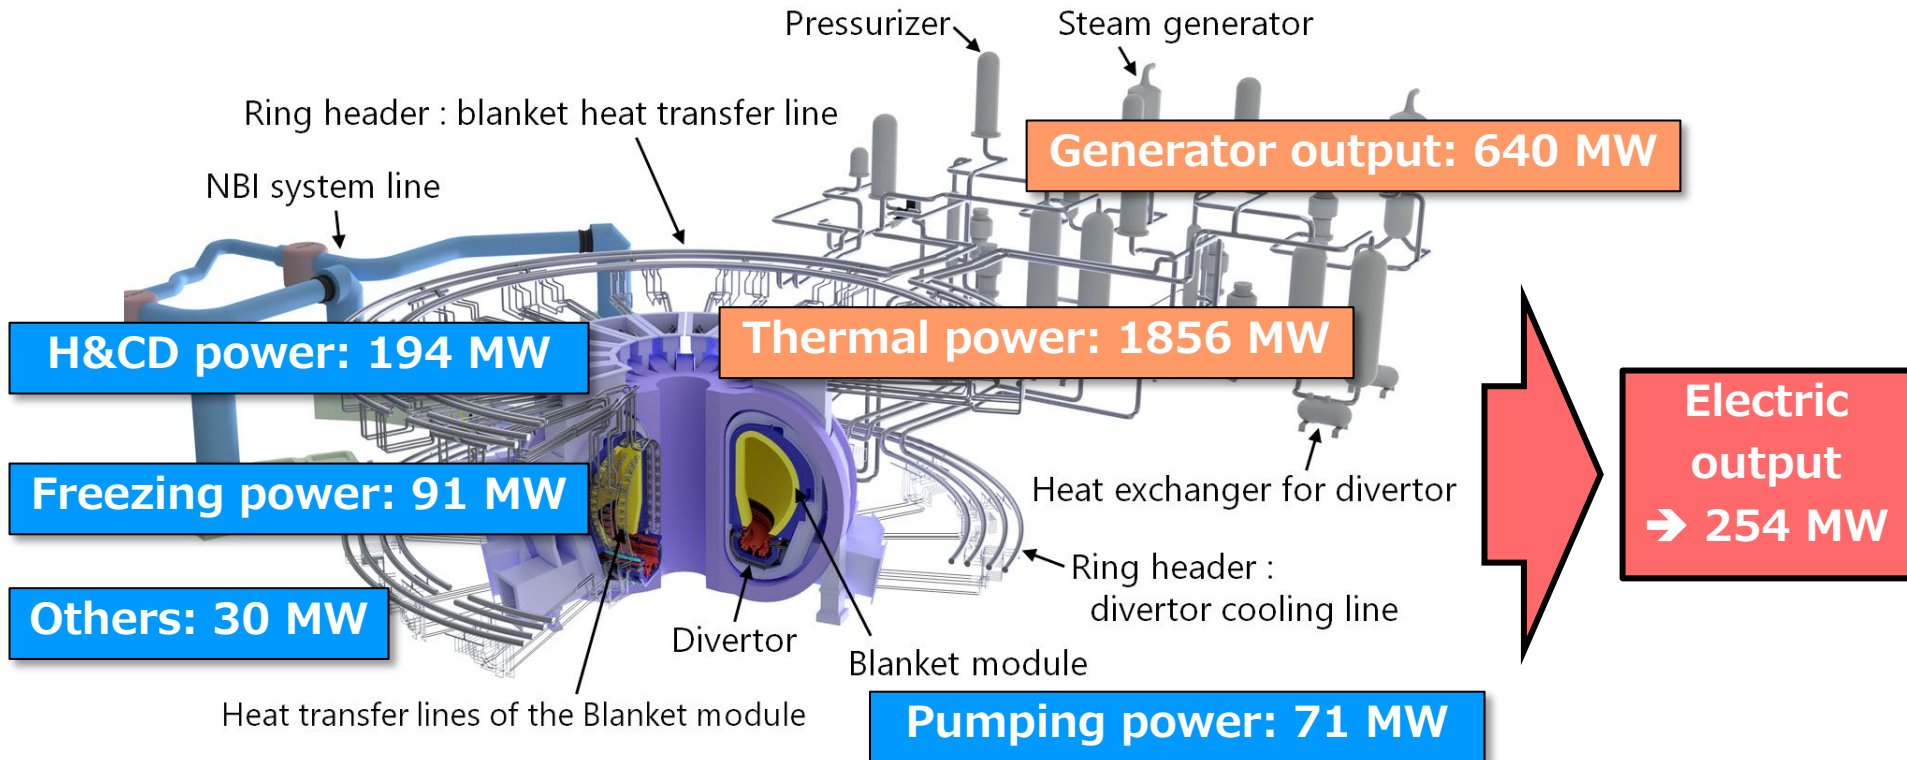 Pressurizer
Steam generator
Ring header : blanket heat transfer line
Generator output: 640 MW
NBI system line
H&CD power: 194 MW
Thermal power: 1856 MW
Electric
output
➔ 254 MW
Freezing power: 91 MW
Heat exchanger for divertor
Ring header :
divertor cooling line
Others: 30 MW
Divertor
Blanket module
Heat transfer lines of the Blanket module
Pumping power: 71 MW